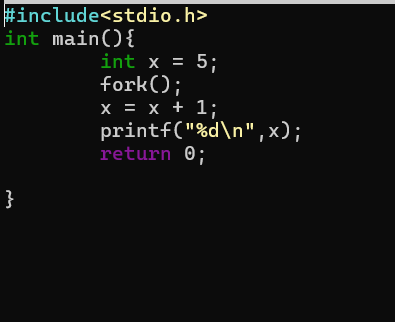 #include<stdio.h>
int main(){
        int x = 5;
        fork();
        x = x + 1;
        printf("%d\n",x);
        return 0;

}